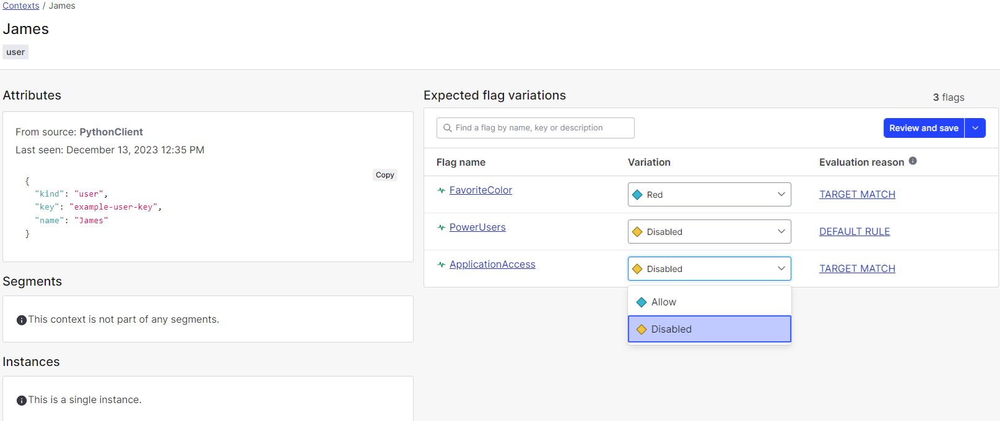 Contexts / James
James
user
Attributes
From source: PythonClient
Last seen: December 13, 2023 12:35 PM
Copy
{
"kind": "user",
"key": "example-user-key",
"name": "James"
}
Segments
This context is not part of any segments.
Instances
This is a single instance.
Expected flag variations
3 flags
Find a flag by name, key or description
Review and save
Flag name Variation Evaluation reason
FavoriteColor Red TARGET MATCH
PowerUsers Disabled DEFAULT RULE
ApplicationAccess Disabled TARGET MATCH
Allow
Disabled